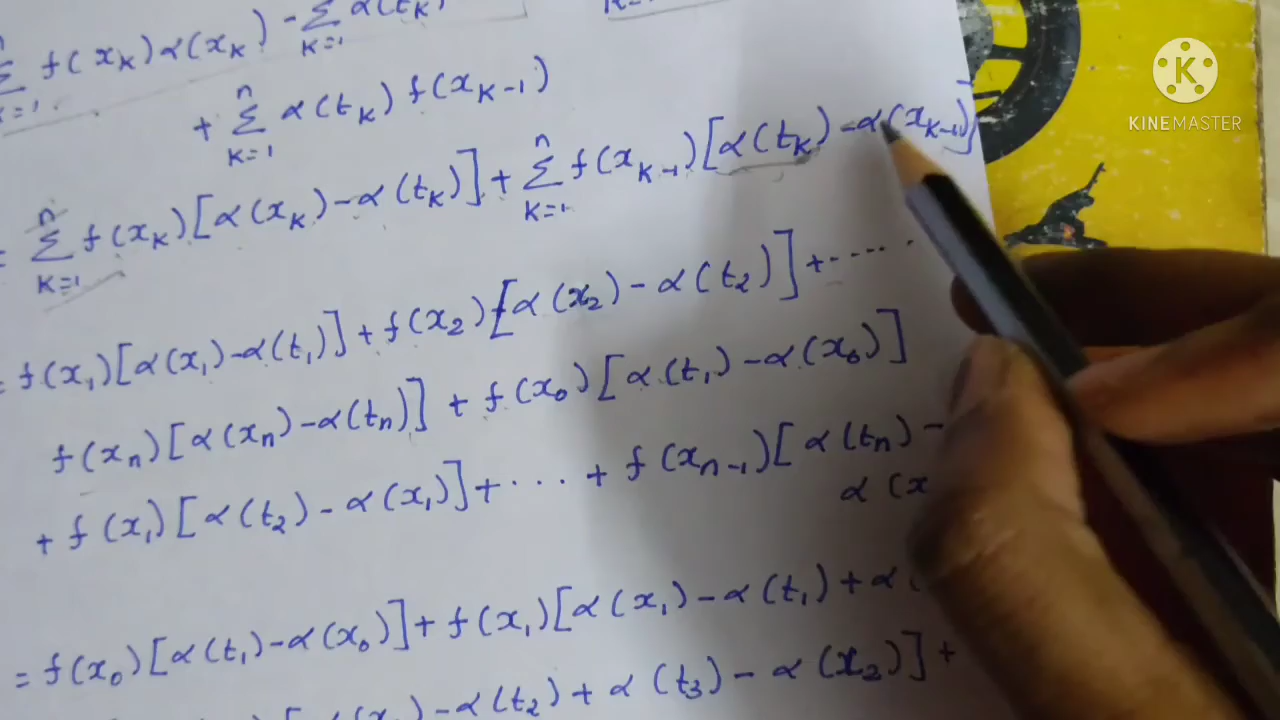 f(x_k)α(x_k) - Σ α(t_k)
k=1 k=1
+ Σ_{k=1}^{n} α(t_k) f(x_{k-1})
= Σ_{k=1}^{n} f(x_k)[α(x_k) - α(t_k)] + Σ_{k=1}^{n} f(x_{k-1})[α(t_k) - α(x_{k-1})]
= f(x_1)[α(x_1) - α(t_1)] + f(x_2)[α(x_2) - α(t_2)] + .....
f(x_n)[α(x_n) - α(t_n)] + f(x_0)[α(t_1) - α(x_0)]
+ f(x_1)[α(t_2) - α(x_1)] + .... + f(x_{n-1})[α(t_n) -
α(x
= f(x_0)[α(t_1) - α(x_0)] + f(x_1)[α(x_1) - α(t_1) + α(
- α(t_2) + α(t_3) - α(x_2)] +
K
KINEMASTER